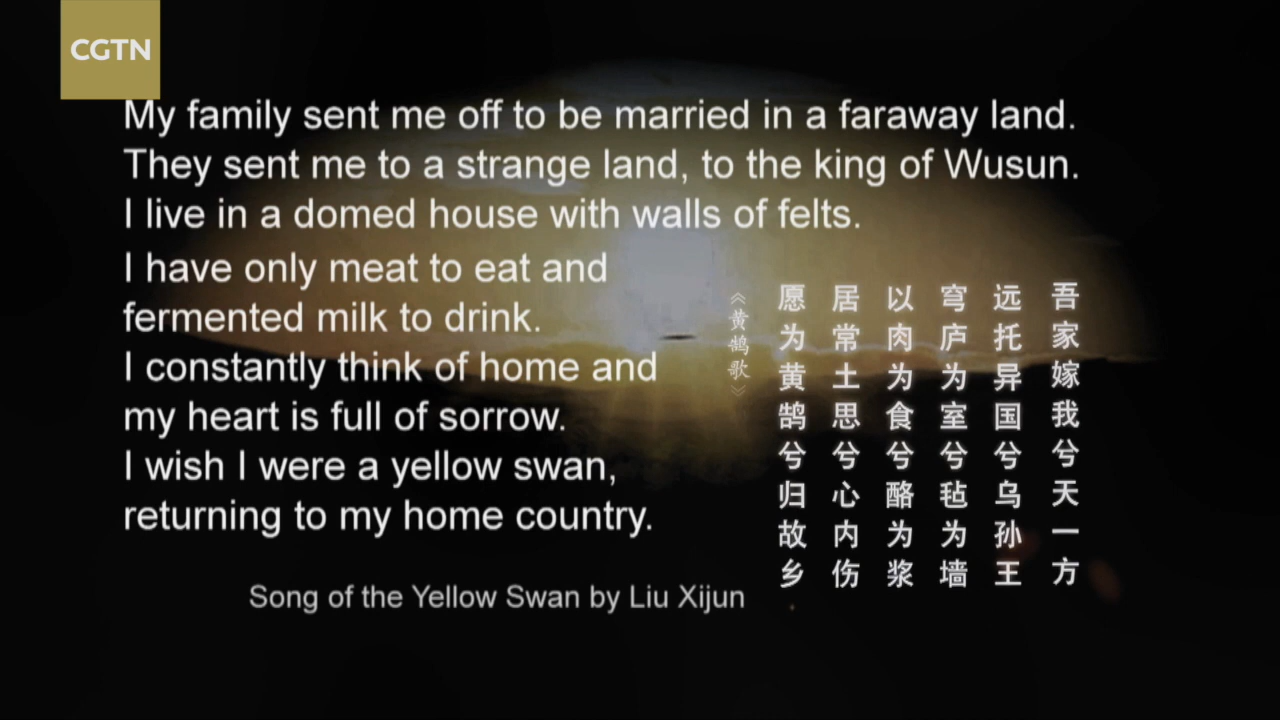 CGTN
My family sent me off to be married in a faraway land.
They sent me to a strange land, to the king of Wusun.
I live in a domed house with walls of felts.
I have only meat to eat and
fermented milk to drink.
I constantly think of home and
my heart is full of sorrow.
I wish I were a yellow swan,
returning to my home country.
Song of the Yellow Swan by Liu Xijun
吾家嫁我兮天一方
远托异国兮乌孙王
穹庐为室兮毡为墙
以肉为食兮酪为浆
居常土思兮心内伤
愿为黄鹄兮归故乡
《黄鹄歌》